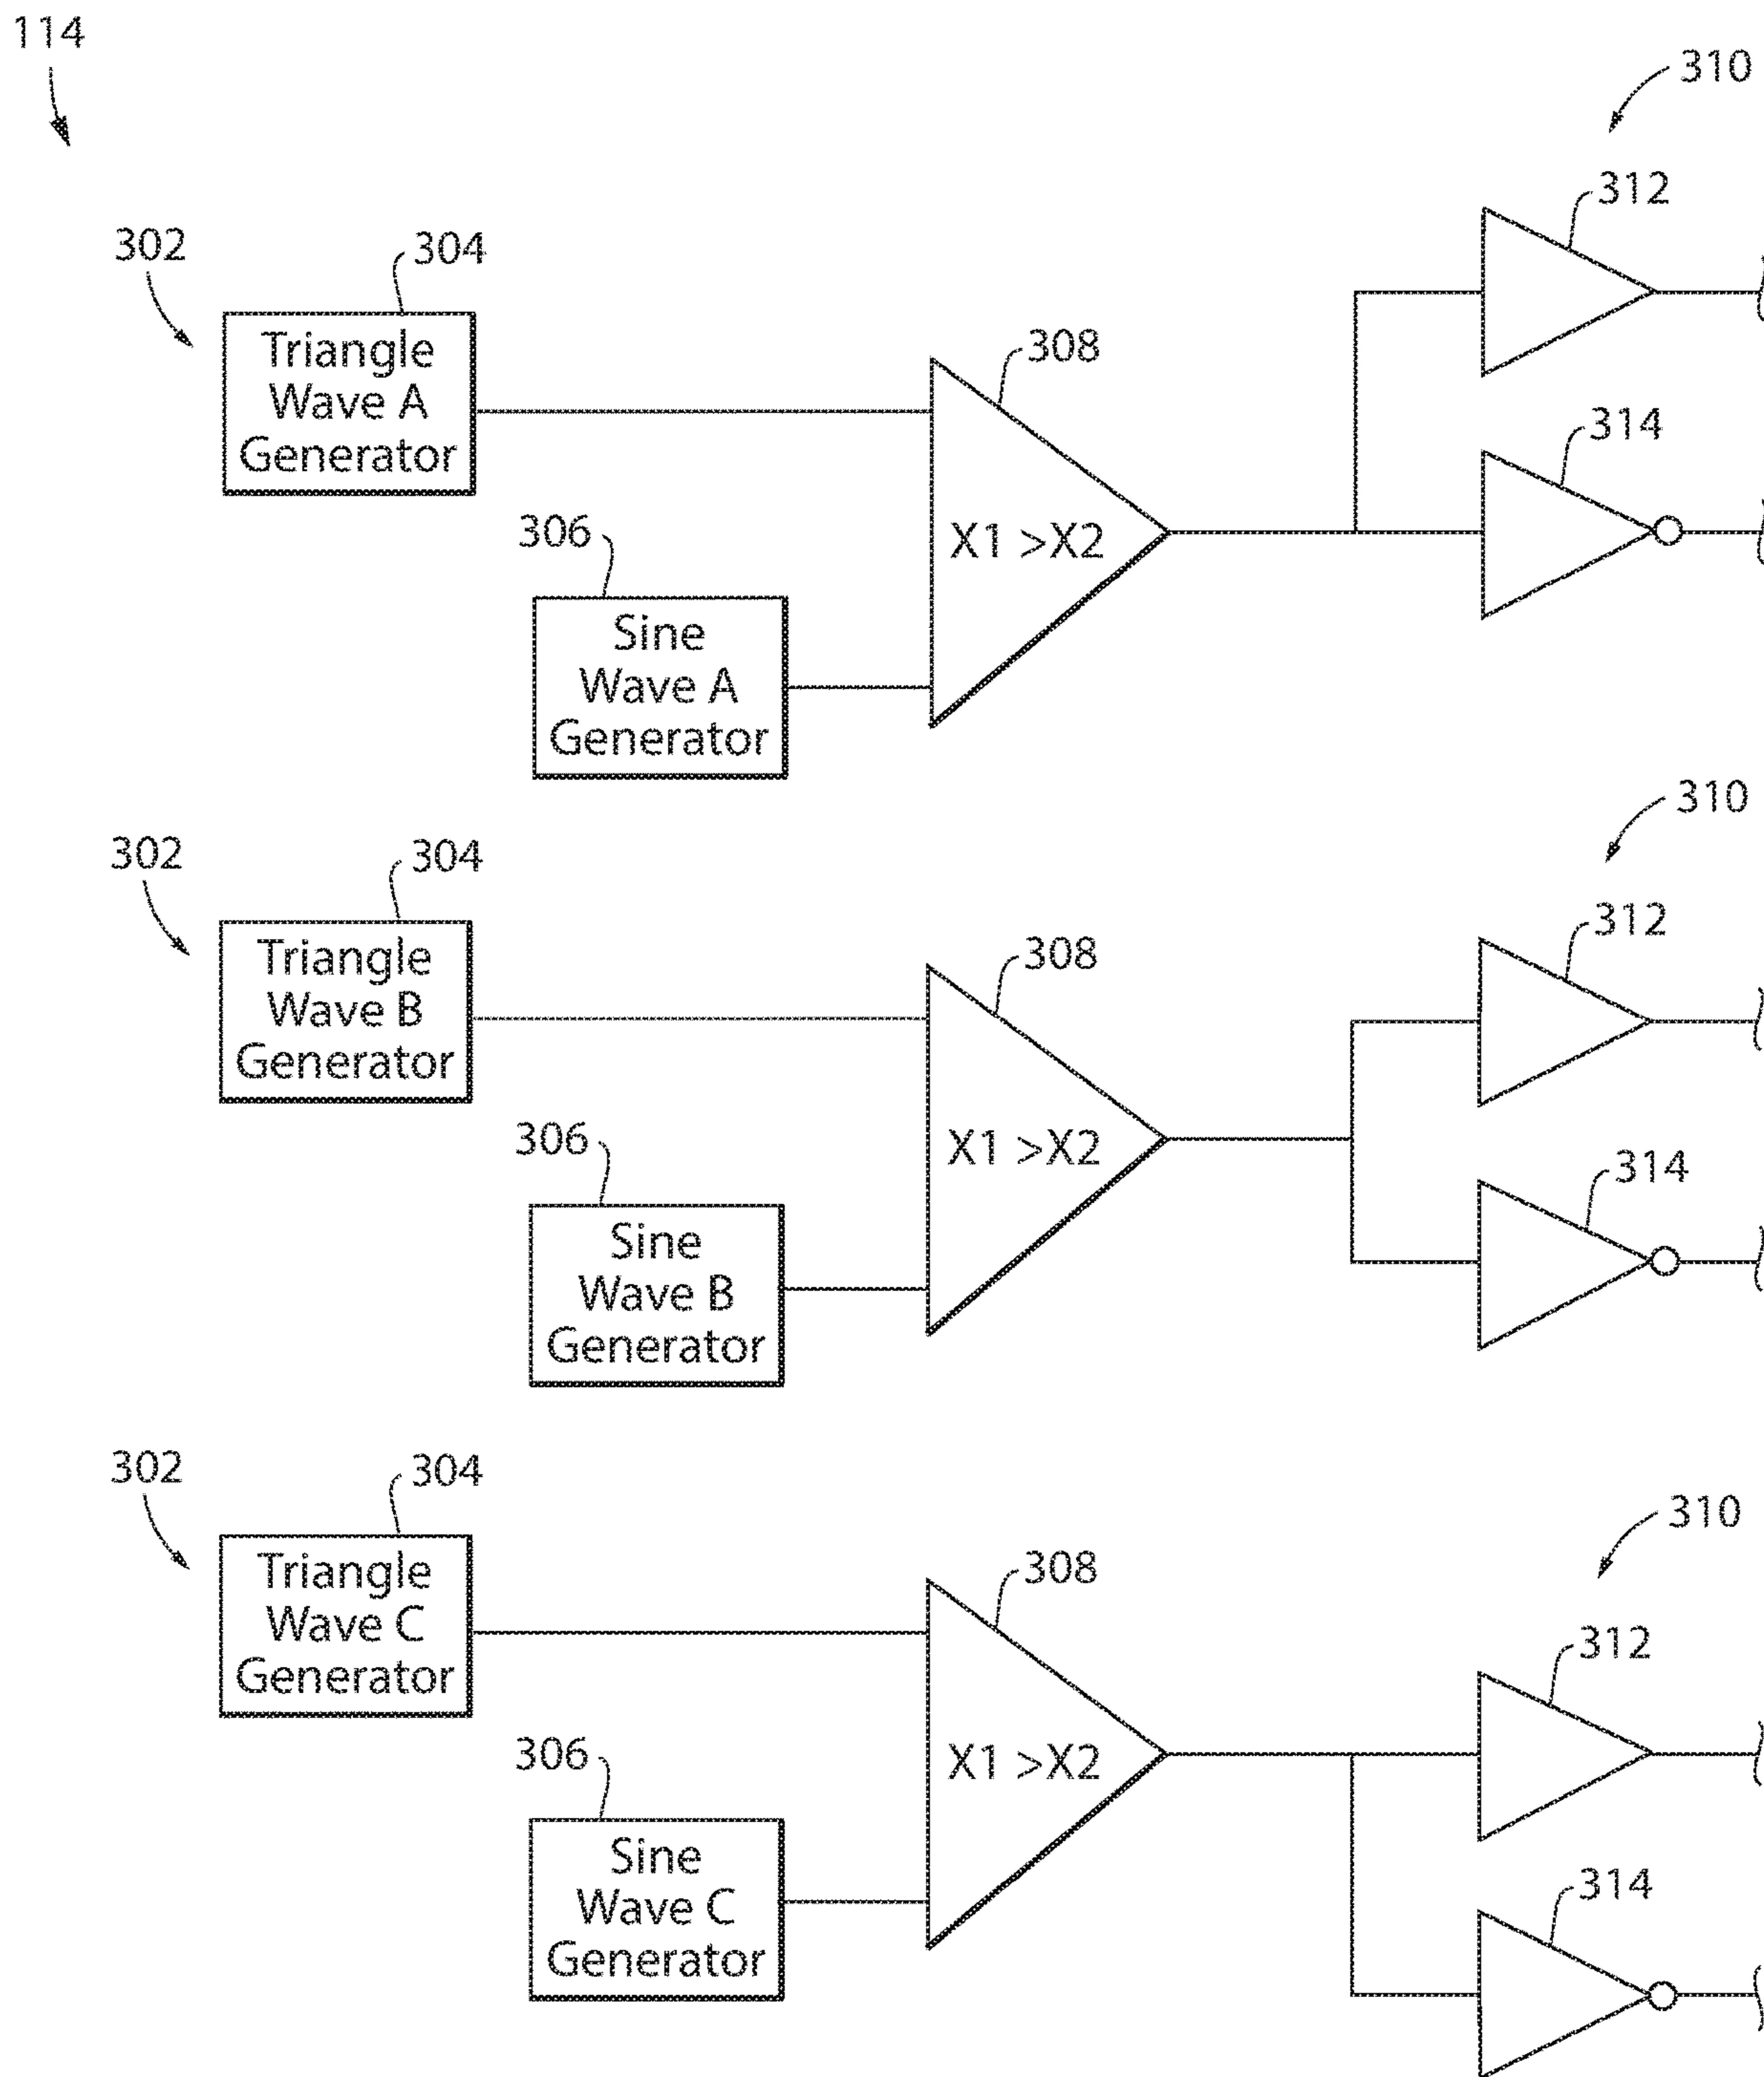 114
310
312
302
304
Triangle
Wave A
Generator
308
314
306
X1 >X2
Sine
Wave A
Generator
310
302
304
312
Triangle
Wave B
Generator
308
306
X1 >X2
314
Sine
Wave B
Generator
302
304
310
Triangle
Wave C
Generator
308
312
306
X1 >X2
Sine
Wave C
Generator
314